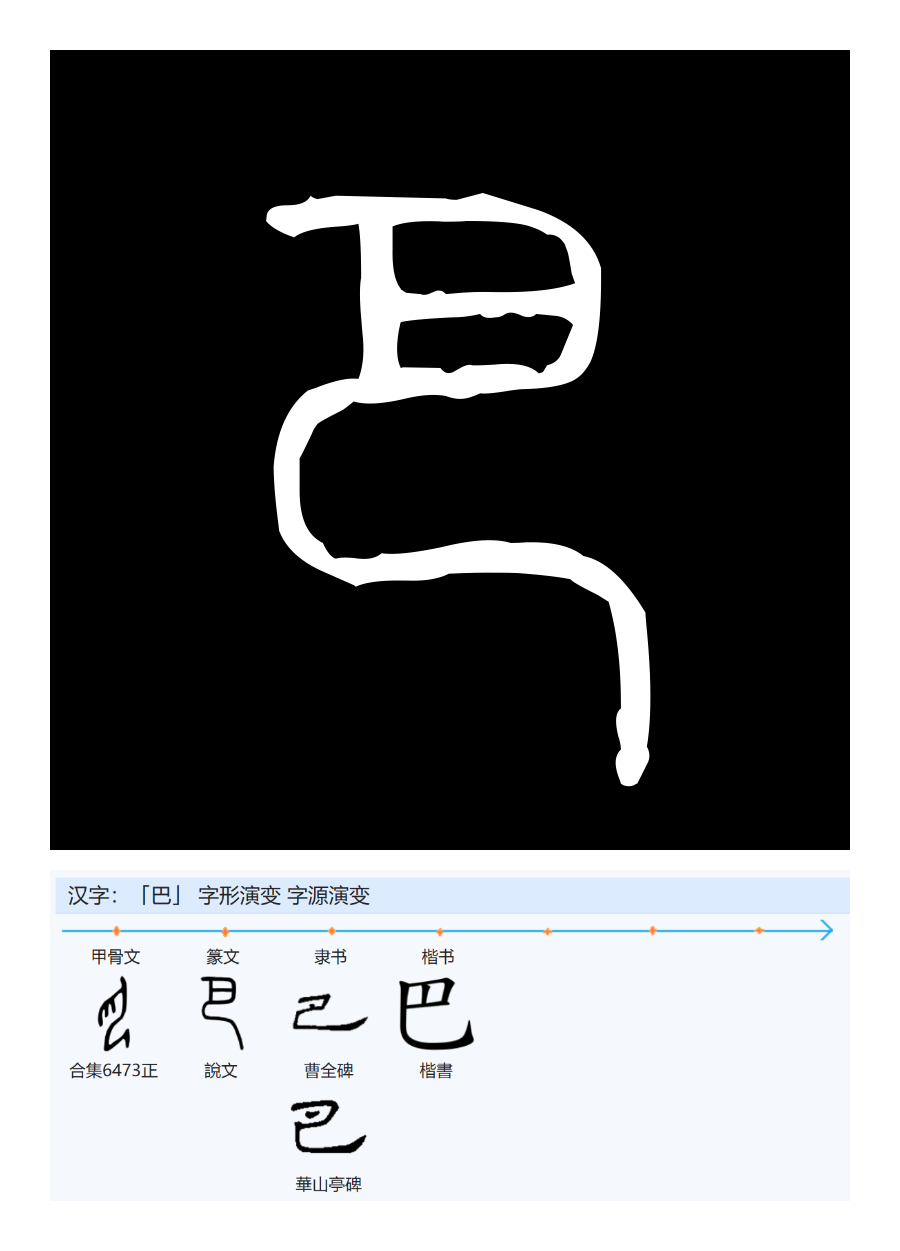 巴
汉字：「巴」 字形演变 字源演变
甲骨文 篆文 隶书 楷书
合集6473正 說文 曹全碑 楷書
華山亭碑